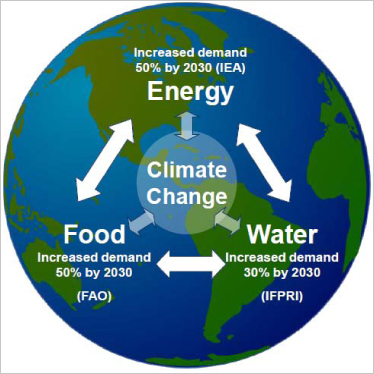 Increased demand
50% by 2030 (IEA)
Energy
Climate
Change
Food
Increased demand
50% by 2030
(FAO)
Water
Increased demand
30% by 2030
(IFPRI)